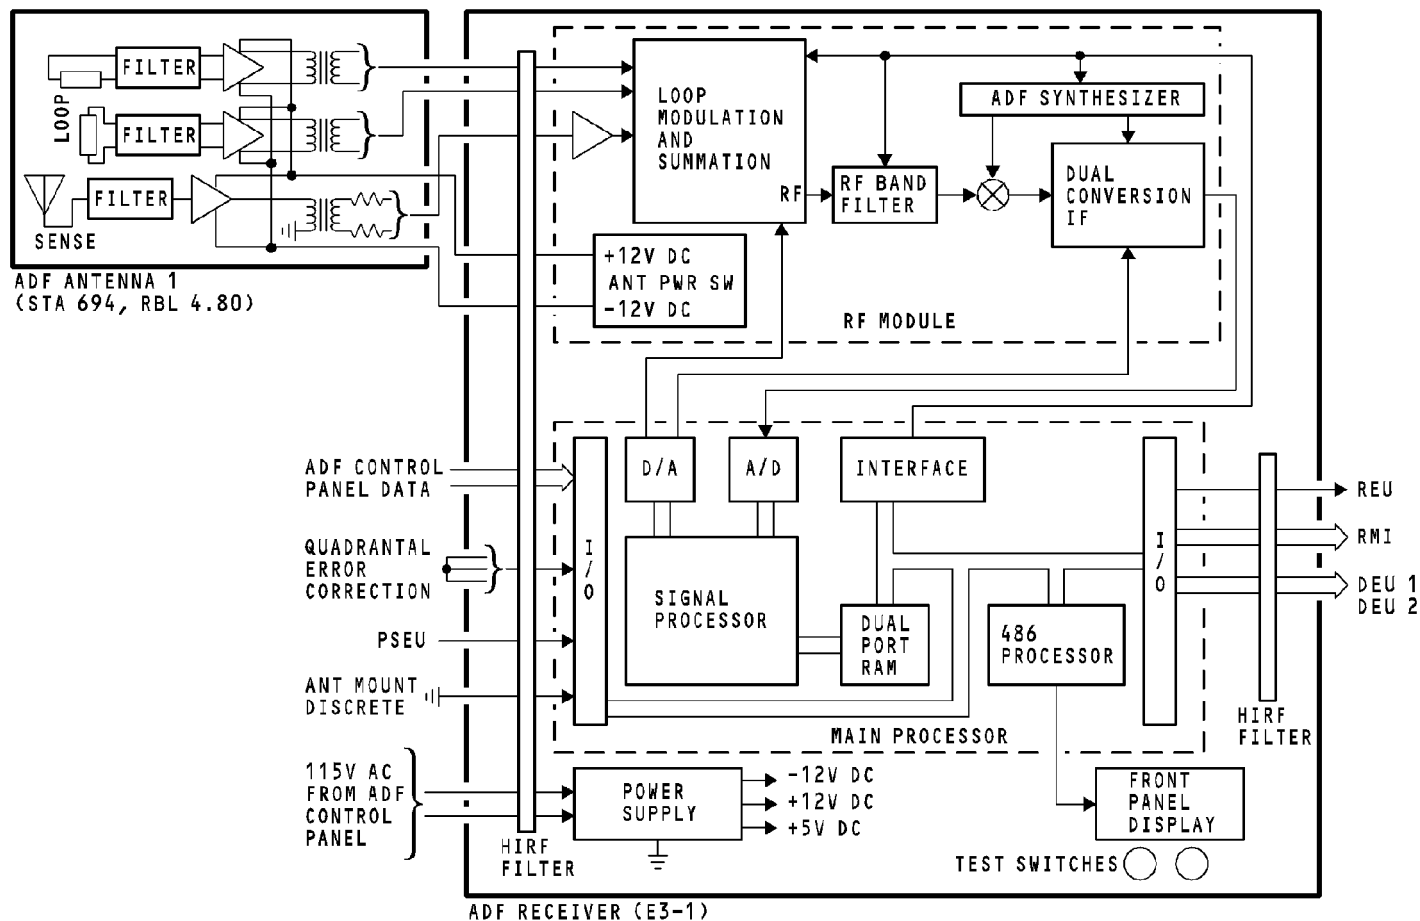 FILTER
LOOP
FILTER
FILTER
SENSE
ADF ANTENNA 1
(STA 694, RBL 4.80)
LOOP
MODULATION
AND
SUMMATION
RF
RF BAND
FILTER
ADF SYNTHESIZER
DUAL
CONVERSION
IF
+12V DC
ANT PWR SW
-12V DC
RF MODULE
ADF CONTROL
PANEL DATA
QUADRANTAL
ERROR
CORRECTION
PSEU
ANT MOUNT
DISCRETE
115V AC
FROM ADF
CONTROL
PANEL
I/O
D/A
A/D
INTERFACE
SIGNAL
PROCESSOR
DUAL
PORT
RAM
486
PROCESSOR
I/O
MAIN PROCESSOR
REU
RMI
DEU 1
DEU 2
HIRF
FILTER
POWER
SUPPLY
-12V DC
+12V DC
+5V DC
FRONT
PANEL
DISPLAY
TEST SWITCHES
HIRF
FILTER
ADF RECEIVER (E3-1)